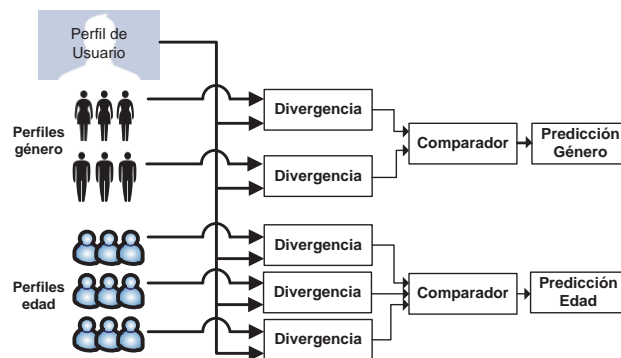 Perfil de
Usuario
Perfiles
género
Divergencia
Divergencia
Comparador
Predicción
Género
Perfiles
edad
Divergencia
Divergencia
Divergencia
Comparador
Predicción
Edad